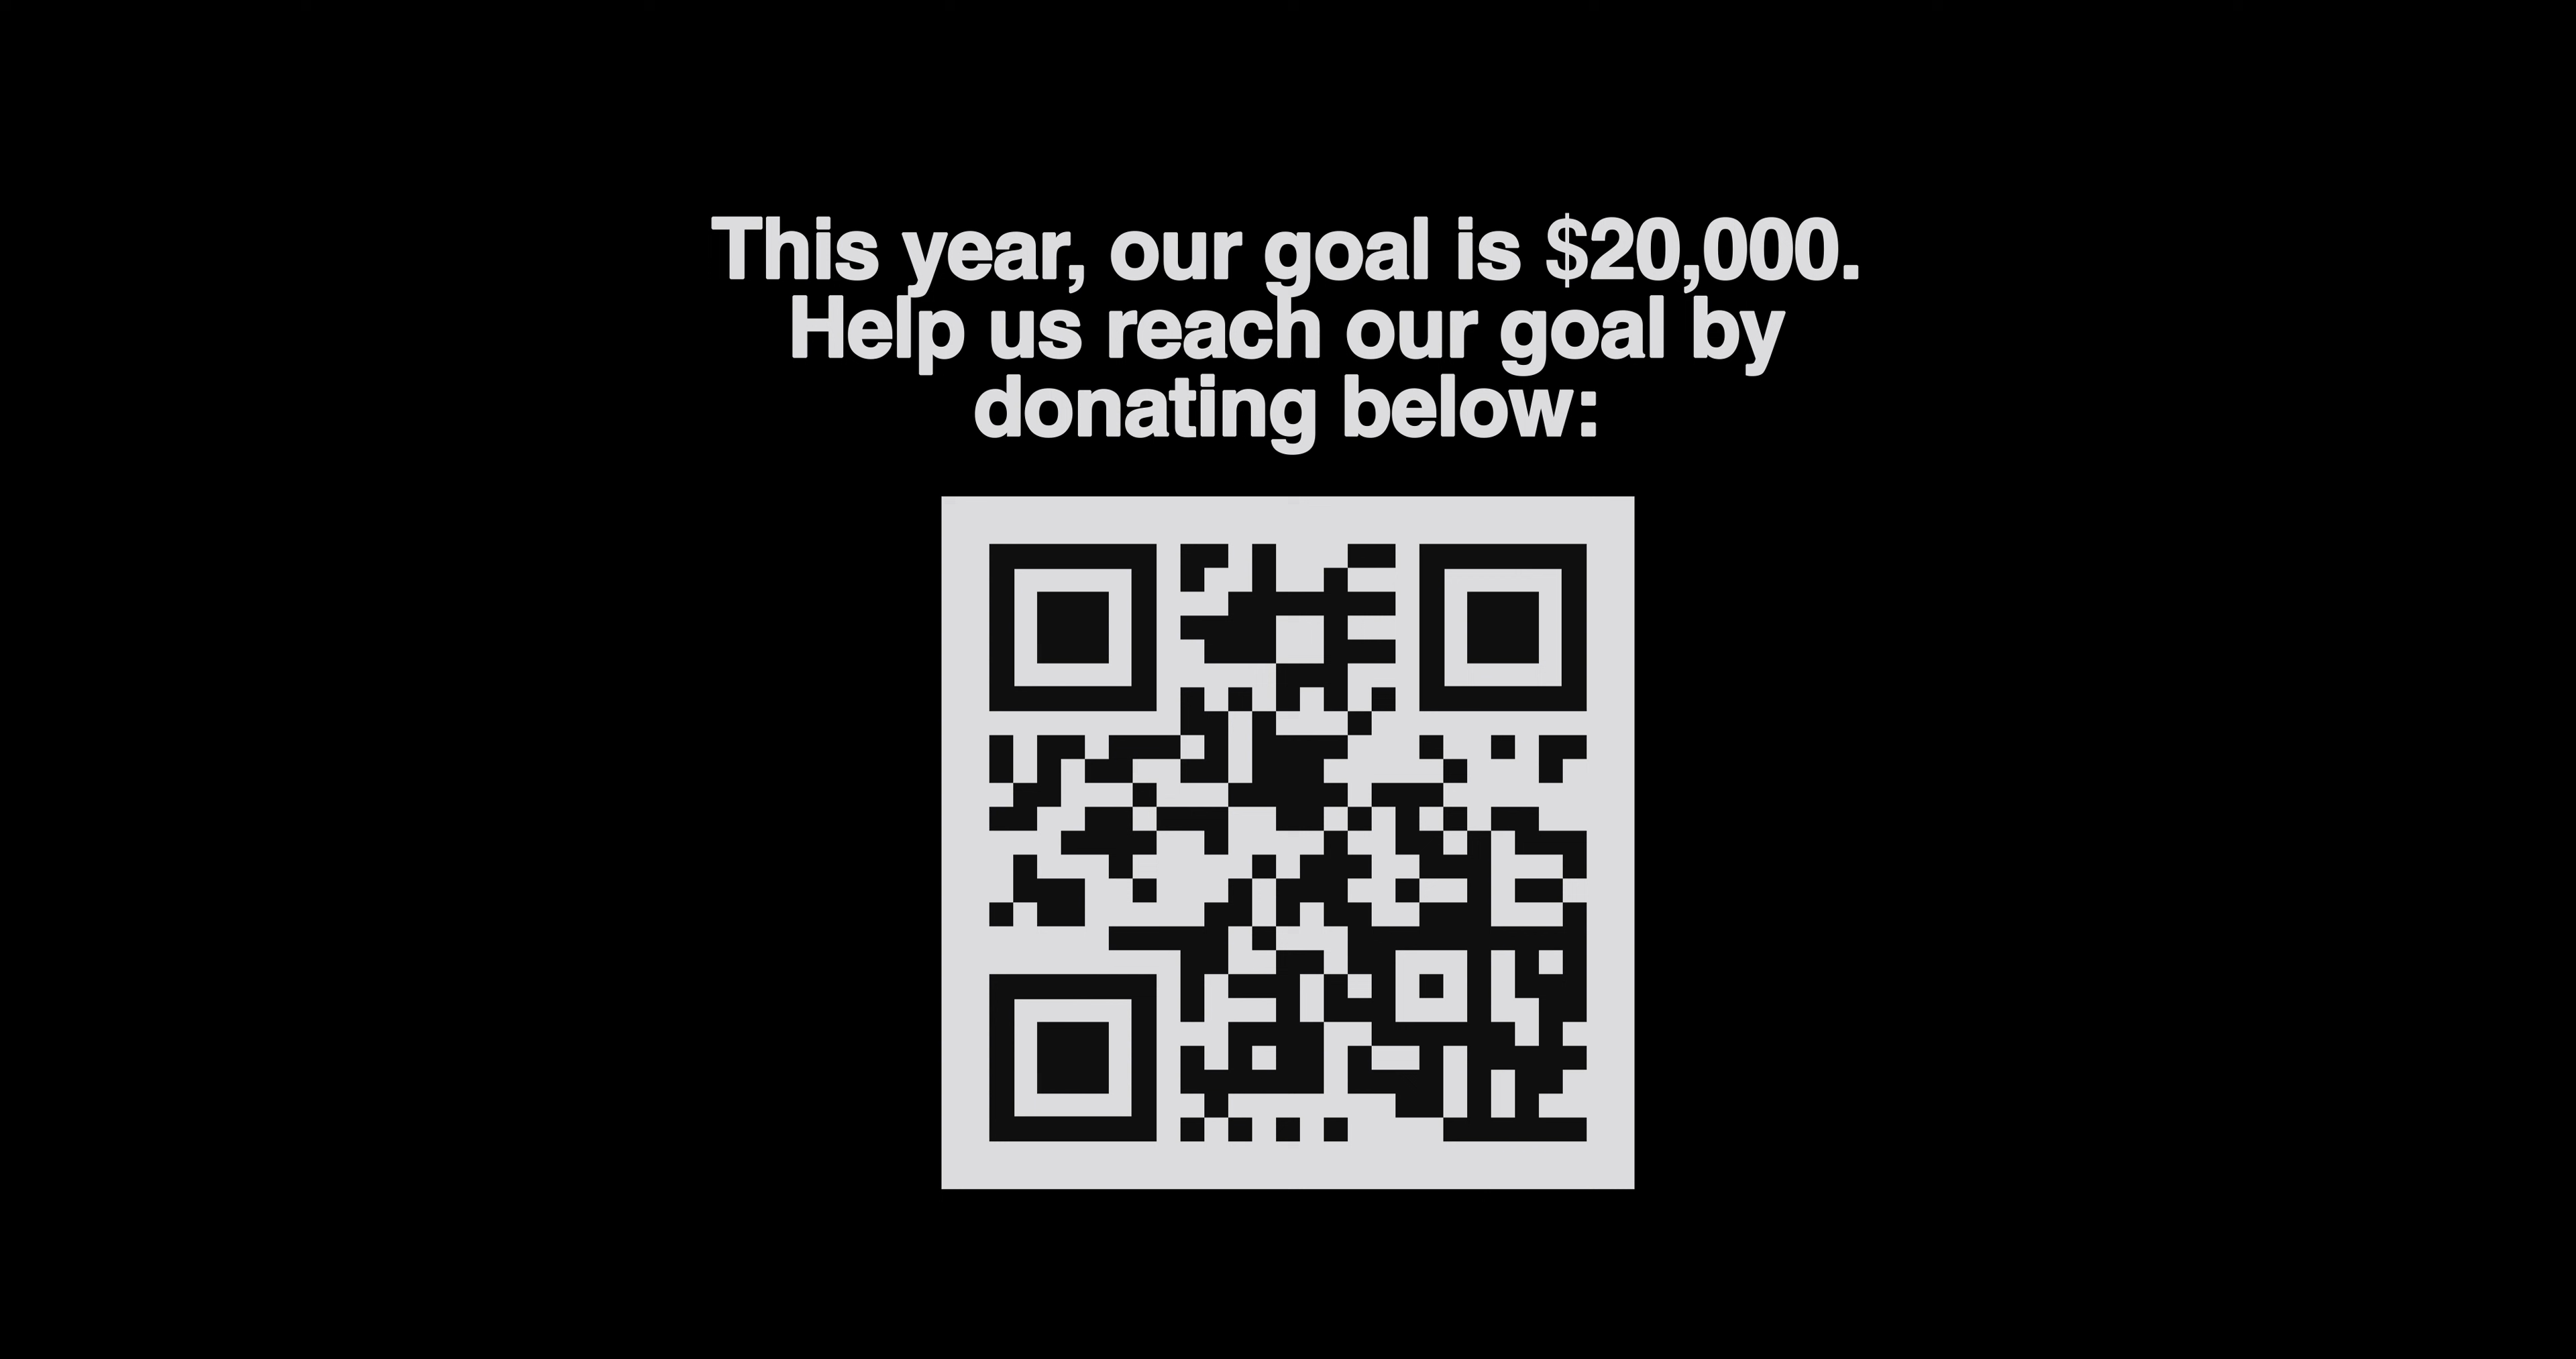 This year, our goal is $20,000.
Help us reach our goal by
donating below: